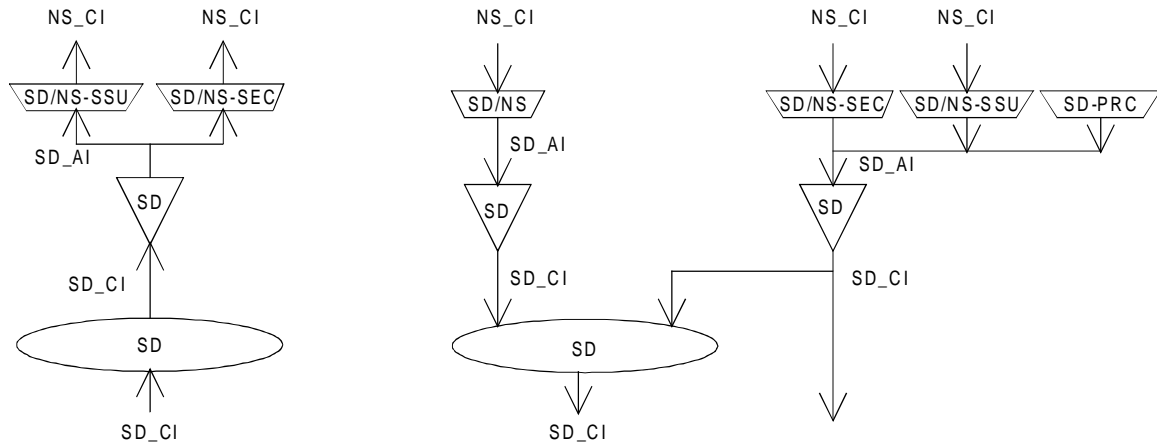 NS_CI NS_CI NS_CI NS_CI NS_CI
SD/NS-SSU SD/NS-SEC SD/NS SD/NS-SEC SD/NS-SSU SD-PRC
SD_AI SD_AI SD_AI
SD SD SD
SD_CI SD_CI SD_CI
SD SD
SD_CI SD_CI